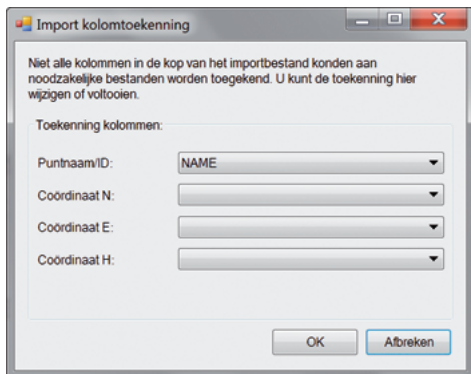 Import kolomtoekenning
Niet alle kolommen in de kop van het importbestand konden aan
noodzakelijke bestanden worden toegekend. U kunt de toekenning hier
wijzigen of voltooien.
Toekenning kolommen:
Puntnaam/ID: NAME
Coördinaat N:
Coördinaat E:
Coördinaat H:
OK Afbreken